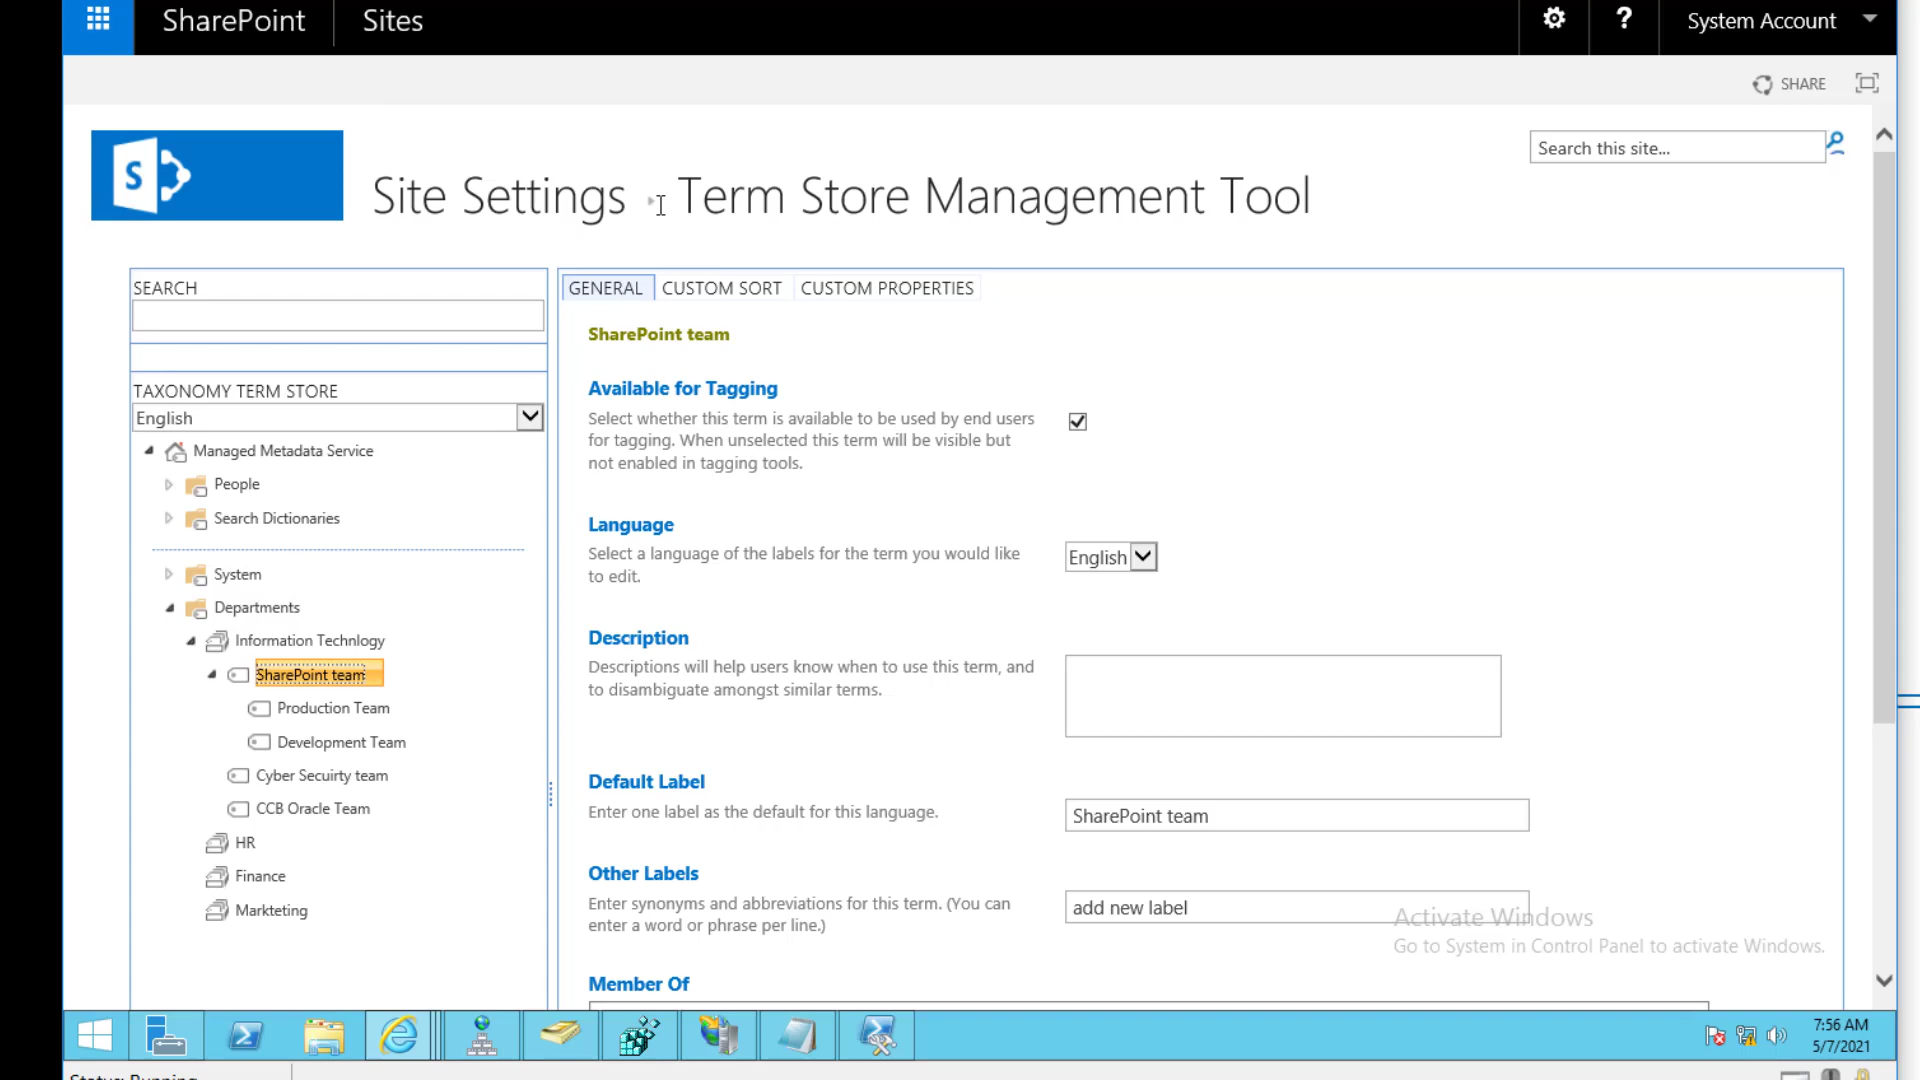 SharePoint
Sites
?
System Account
SHARE
S
Search this site...
Site Settings
Term Store Management Tool
SEARCH
TAXONOMY TERM STORE
English
Managed Metadata Service
People
Search Dictionaries
System
Departments
Information Technlogy
SharePoint team
Production Team
Development Team
Cyber Secuirty team
CCB Oracle Team
HR
Finance
Markteting
GENERAL
CUSTOM SORT
CUSTOM PROPERTIES
SharePoint team
Available for Tagging
Select whether this term is available to be used by end users
for tagging. When unselected this term will be visible but
not enabled in tagging tools.
Language
Select a language of the labels for the term you would like
to edit.
English
Description
Descriptions will help users know when to use this term, and
to disambiguate amongst similar terms.
Default Label
Enter one label as the default for this language.
SharePoint team
Other Labels
Enter synonyms and abbreviations for this term. (You can
enter a word or phrase per line.)
add new label
Activate Windows
Go to System in Control Panel to activate Windows.
Member Of
7:56 AM
5/7/2021
Status: Running